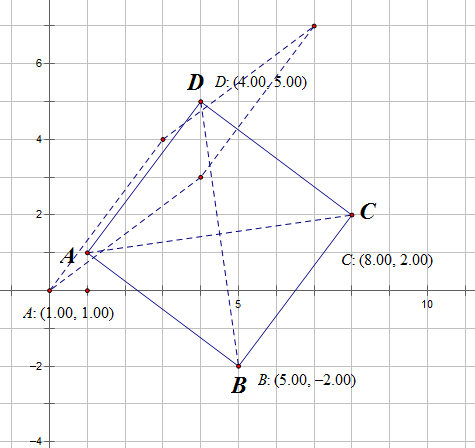 6
D D: (4.00, 5.00)
4
2
C
A
C: (8.00, 2.00)
5 10
A: (1.00, 1.00)
−2
B B: (5.00, −2.00)
−4